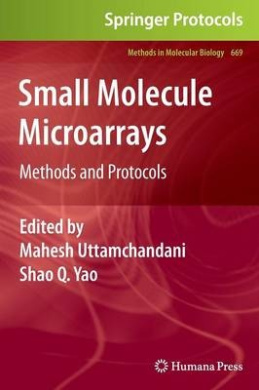 Springer Protocols
Methods in Molecular Biology 669
Small Molecule
Microarrays
Methods and Protocols
Edited by
Mahesh Uttamchandani
Shao Q. Yao
Humana Press